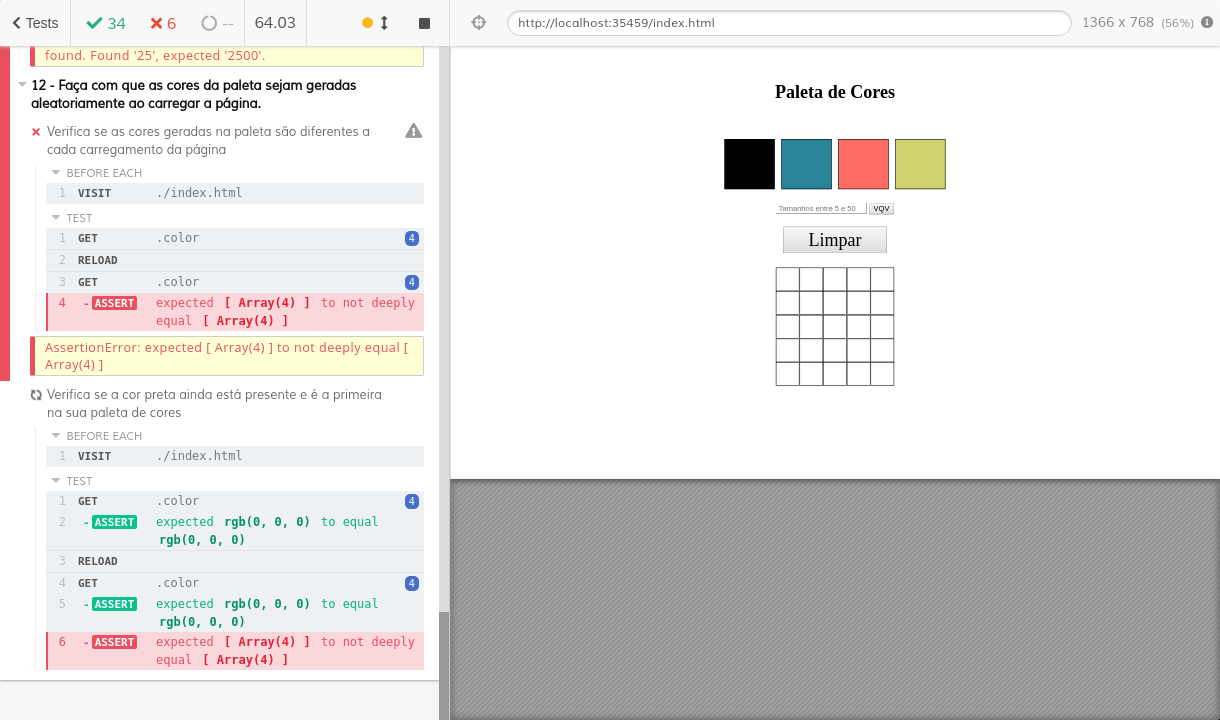 Tests
34
6
--
64.03
http://localhost:35459/index.html
1366 x 768 (56%)
found. Found '25', expected '2500'.
12 - Faça com que as cores da paleta sejam geradas
aleatoriamente ao carregar a página.
Verifica se as cores geradas na paleta são diferentes a
cada carregamento da página
BEFORE EACH
1 VISIT ./index.html
TEST
1 GET .color 4
2 RELOAD
3 GET .color 4
4 -ASSERT expected [ Array(4) ] to not deeply
equal [ Array(4) ]
AssertionError: expected [ Array(4) ] to not deeply equal [
Array(4) ]
Verifica se a cor preta ainda está presente e é a primeira
na sua paleta de cores
BEFORE EACH
1 VISIT ./index.html
TEST
1 GET .color 4
2 -ASSERT expected rgb(0, 0, 0) to equal
rgb(0, 0, 0)
3 RELOAD
4 GET .color 4
5 -ASSERT expected rgb(0, 0, 0) to equal
rgb(0, 0, 0)
6 -ASSERT expected [ Array(4) ] to not deeply
equal [ Array(4) ]
Paleta de Cores
Tamanhos entre 5 e 50 VQV
Limpar